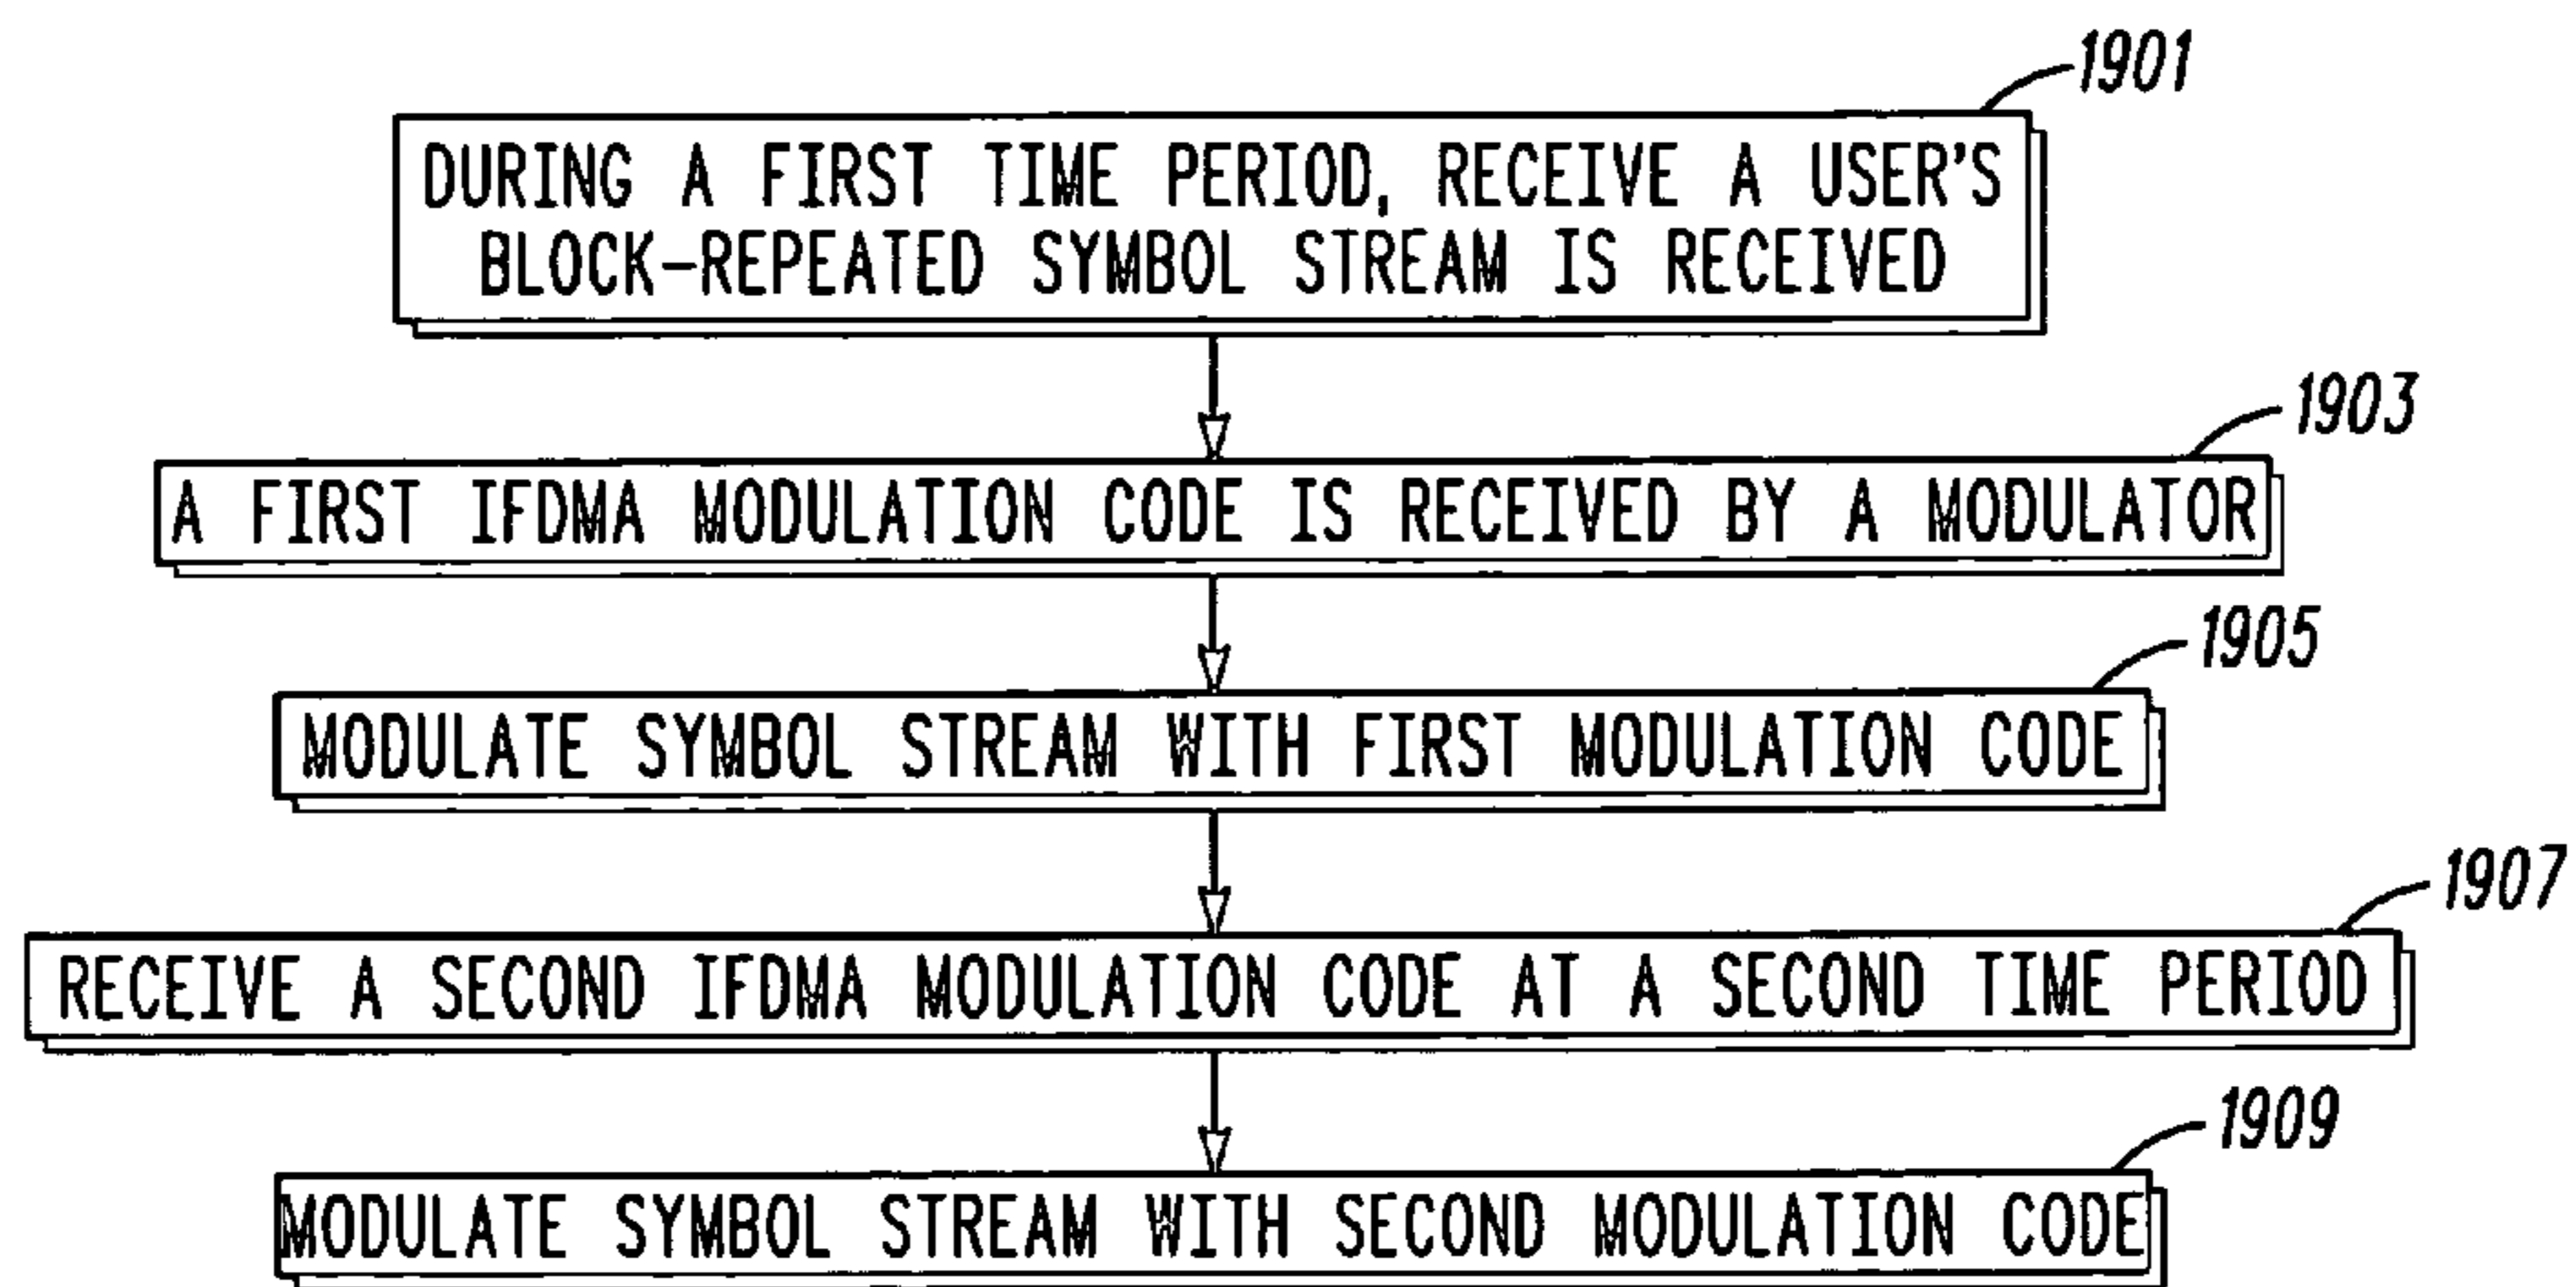 1901
DURING A FIRST TIME PERIOD, RECEIVE A USER'S
BLOCK-REPEATED SYMBOL STREAM IS RECEIVED
1903
A FIRST IFDMA MODULATION CODE IS RECEIVED BY A MODULATOR
1905
MODULATE SYMBOL STREAM WITH FIRST MODULATION CODE
1907
RECEIVE A SECOND IFDMA MODULATION CODE AT A SECOND TIME PERIOD
1909
MODULATE SYMBOL STREAM WITH SECOND MODULATION CODE